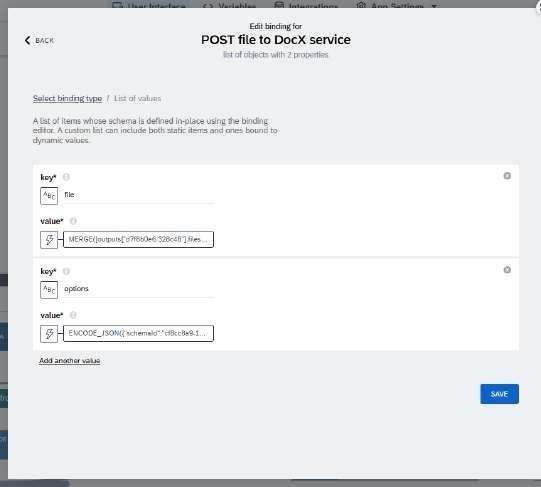 User Interface
Variables
Integrations
App Settings
Edit binding for
BACK
POST file to DocX service
list of objects with 2 properties
Select binding type / List of values
A list of items whose schema is defined in-place using the binding
editor. A custom list can include both static items and ones bound to
dynamic values.
key*
ABC
file
value*
MERGE([outputs["d7f6b0e6.328c48"].files...
key*
ABC
options
value*
ENCODE_JSON({"schemaId":"cf8cc8a9.1...
Add another value
SAVE